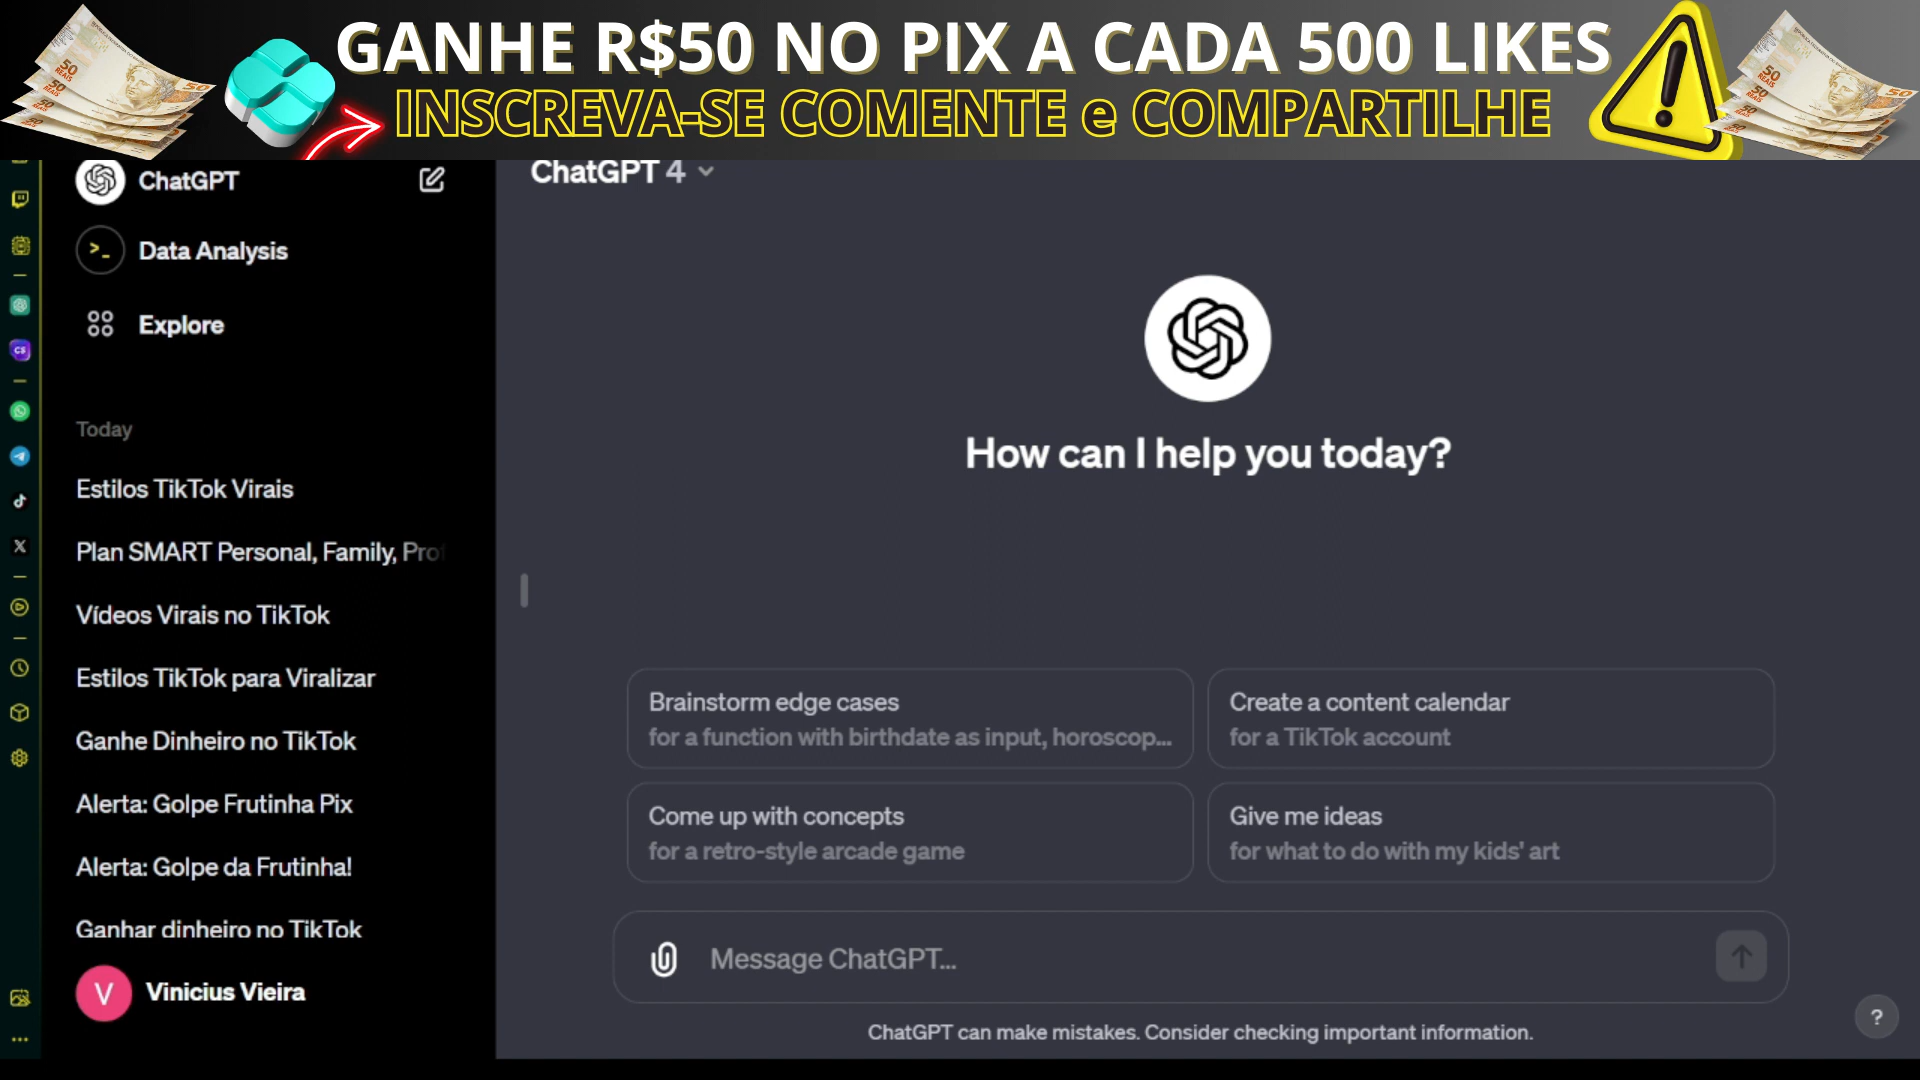 GANHE R$50 NO PIX A CADA 500 LIKES
INSCREVA-SE COMENTE e COMPARTILHE
ChatGPT
Data Analysis
Explore
Today
Estilos TikTok Virais
Plan SMART Personal, Family, Prof
Vídeos Virais no TikTok
Estilos TikTok para Viralizar
Ganhe Dinheiro no TikTok
Alerta: Golpe Frutinha Pix
Alerta: Golpe da Frutinha!
Ganhar dinheiro no TikTok
V Vinicius Vieira
ChatGPT 4
How can I help you today?
Brainstorm edge cases
for a function with birthdate as input, horoscop...
Create a content calendar
for a TikTok account
Come up with concepts
for a retro-style arcade game
Give me ideas
for what to do with my kids' art
Message ChatGPT...
ChatGPT can make mistakes. Consider checking important information.
?